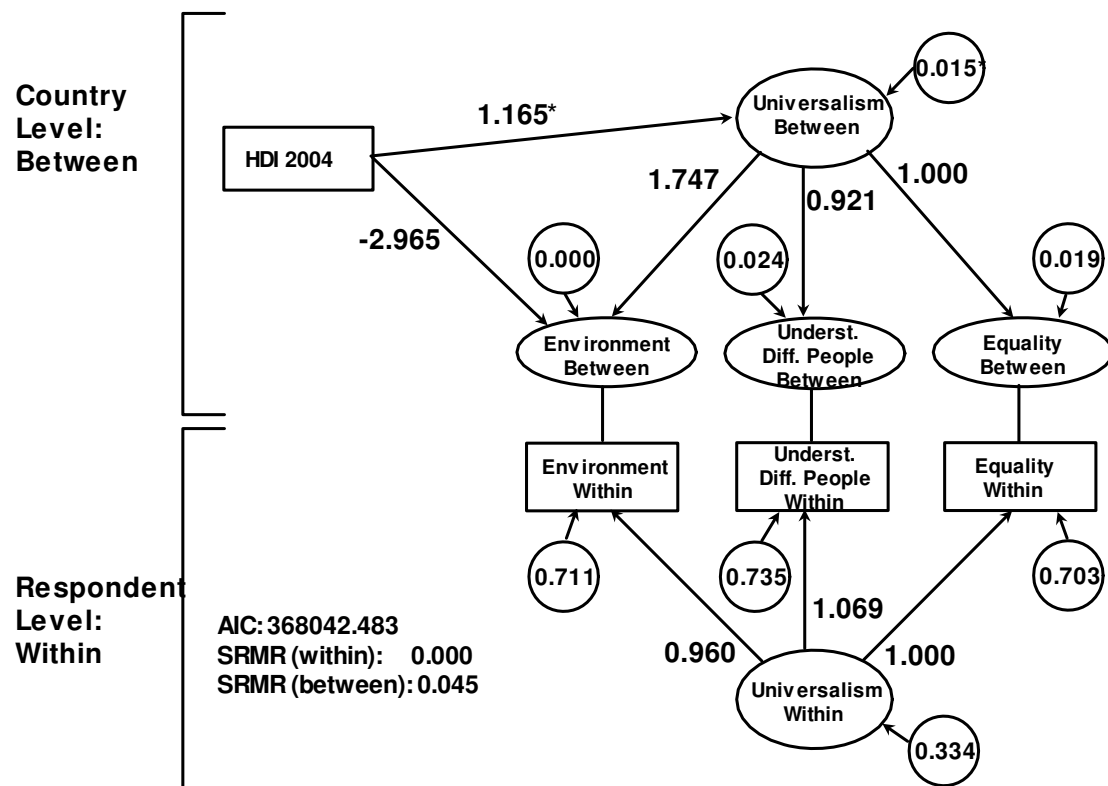 Country
Level:
Between
HDI 2004
1.165*
Universalism
Between
0.015*
-2.965
1.747
0.921
1.000
0.000
0.024
0.019
Environment
Between
Underst.
Diff. People
Between
Equality
Between
Environment
Within
Underst.
Diff. People
Within
Equality
Within
0.711
0.735
0.703
Respondent
Level:
Within
AIC: 368042.483
SRMR (within): 0.000
SRMR (between): 0.045
0.960
1.069
1.000
Universalism
Within
0.334